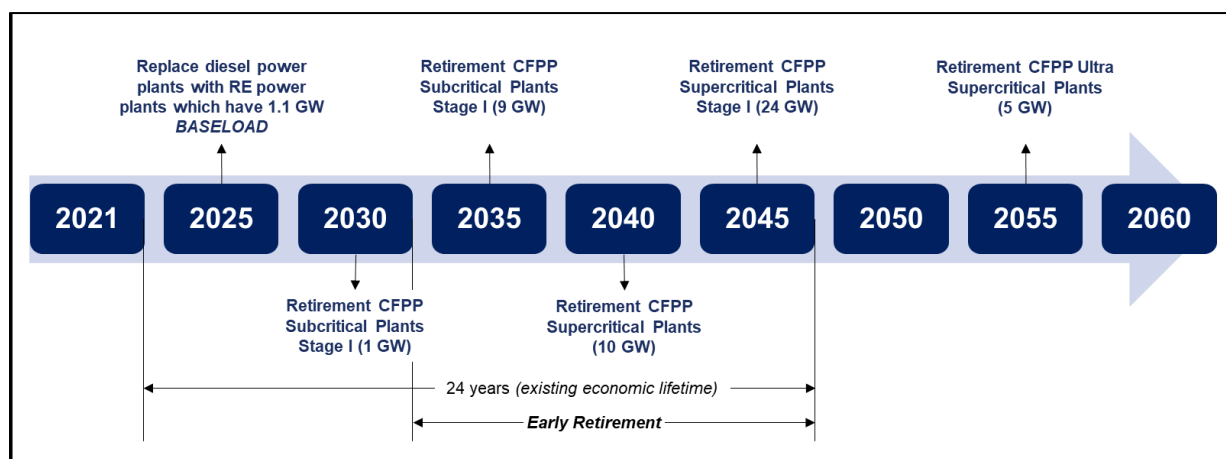 Replace diesel power
plants with RE power
plants which have 1.1 GW
BASELOAD
Retirement CFPP
Subcritical Plants
Stage I (9 GW)
Retirement CFPP
Supercritical Plants
Stage I (24 GW)
Retirement CFPP Ultra
Supercritical Plants
(5 GW)
2021
2025
2030
2035
2040
2045
2050
2055
2060
Retirement CFPP
Subcritical Plants
Stage I (1 GW)
Retirement CFPP
Supercritical Plants
(10 GW)
24 years (existing economic lifetime)
Early Retirement